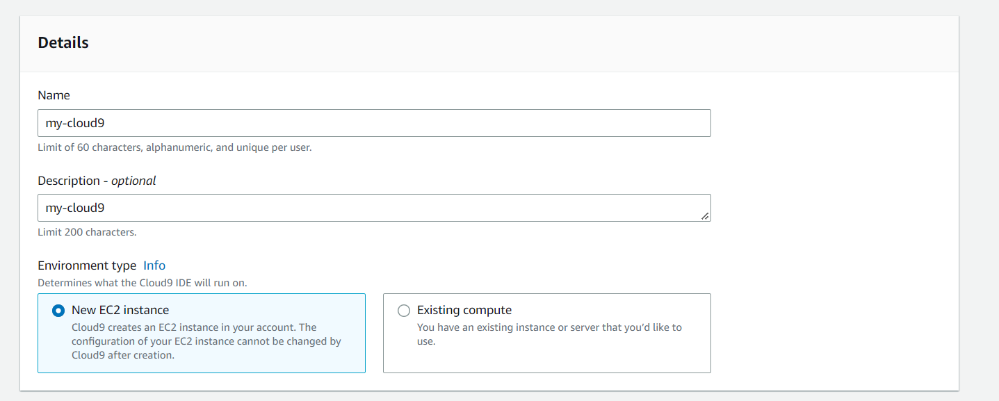 Details
Name
my-cloud9
Limit of 60 characters, alphanumeric, and unique per user.
Description - optional
my-cloud9
Limit 200 characters.
Environment type Info
Determines what the Cloud9 IDE will run on.
New EC2 instance
Cloud9 creates an EC2 instance in your account. The
configuration of your EC2 instance cannot be changed by
Cloud9 after creation.
Existing compute
You have an existing instance or server that you'd like to
use.